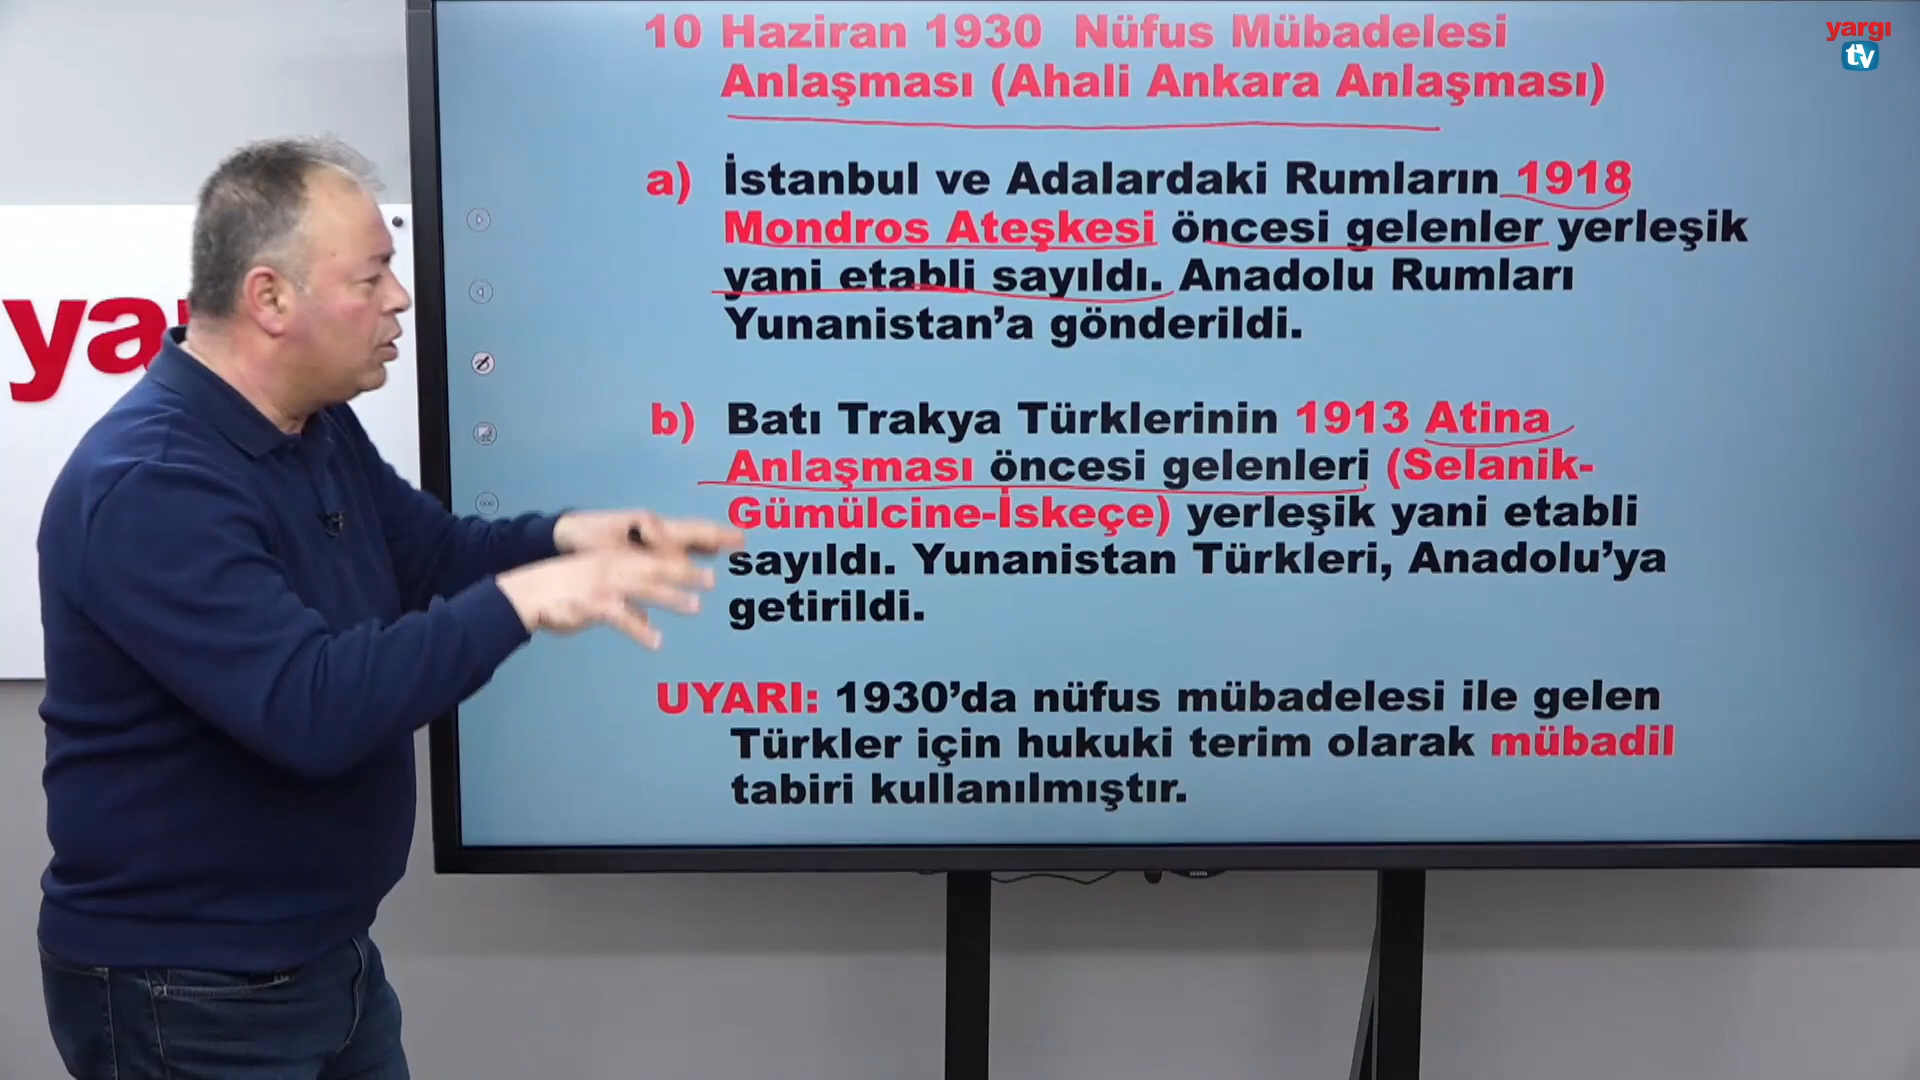 yargı
tv
10 Haziran 1930 Nüfus Mübadelesi
Anlaşması (Ahali Ankara Anlaşması)
a) İstanbul ve Adalardaki Rumların 1918
Mondros Ateşkesi öncesi gelenler yerleşik
yani etabli sayıldı. Anadolu Rumları
Yunanistan’a gönderildi.
b) Batı Trakya Türklerinin 1913 Atina
Anlaşması öncesi gelenleri (Selanik-
Gümülcine-İskeçe) yerleşik yani etabli
sayıldı. Yunanistan Türkleri, Anadolu’ya
getirildi.
UYARI: 1930’da nüfus mübadelesi ile gelen
Türkler için hukuki terim olarak mübadil
tabiri kullanılmıştır.
ya